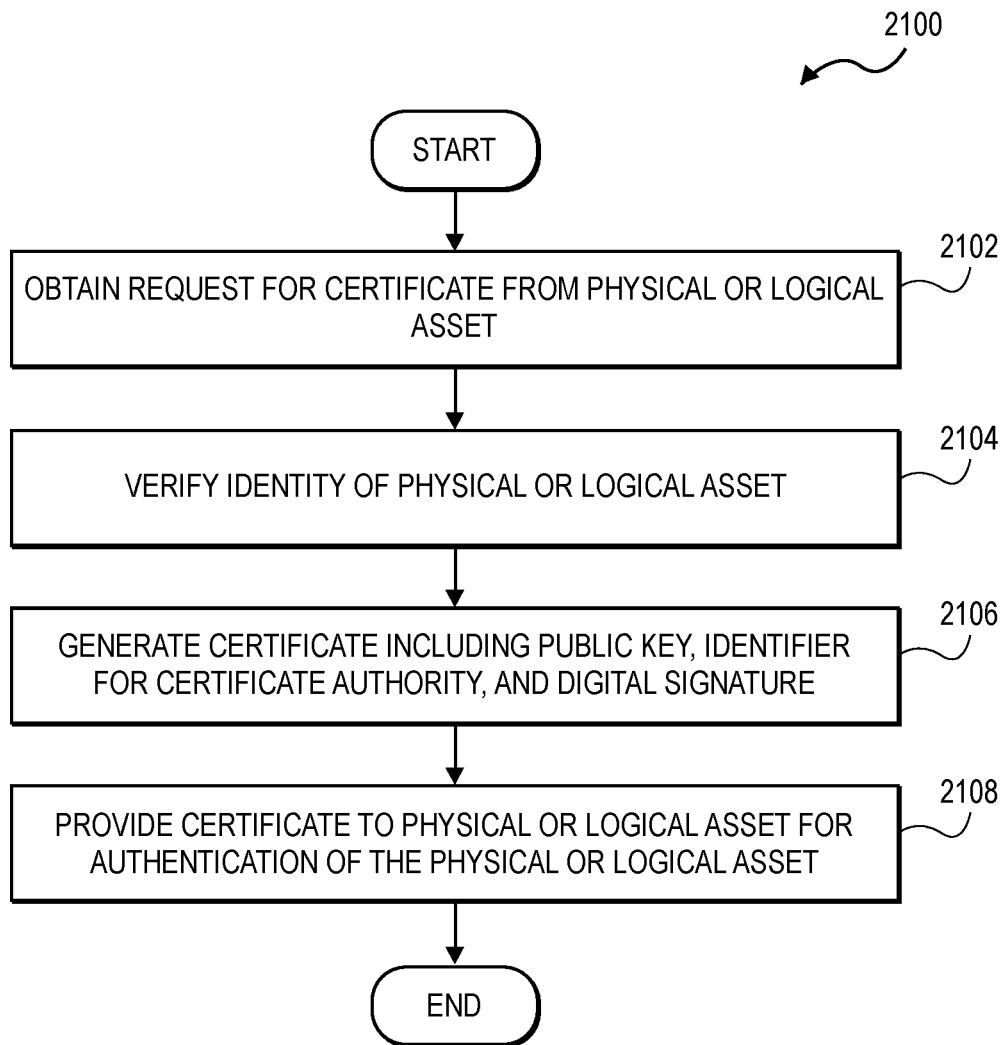 2100
START
2102
OBTAIN REQUEST FOR CERTIFICATE FROM PHYSICAL OR LOGICAL
ASSET
2104
VERIFY IDENTITY OF PHYSICAL OR LOGICAL ASSET
2106
GENERATE CERTIFICATE INCLUDING PUBLIC KEY, IDENTIFIER
FOR CERTIFICATE AUTHORITY, AND DIGITAL SIGNATURE
2108
PROVIDE CERTIFICATE TO PHYSICAL OR LOGICAL ASSET FOR
AUTHENTICATION OF THE PHYSICAL OR LOGICAL ASSET
END